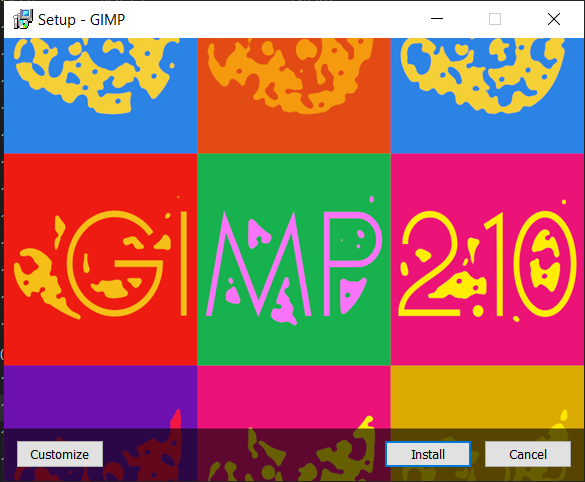 Setup - GIMP
GIMP 2.10
Customize
Install
Cancel